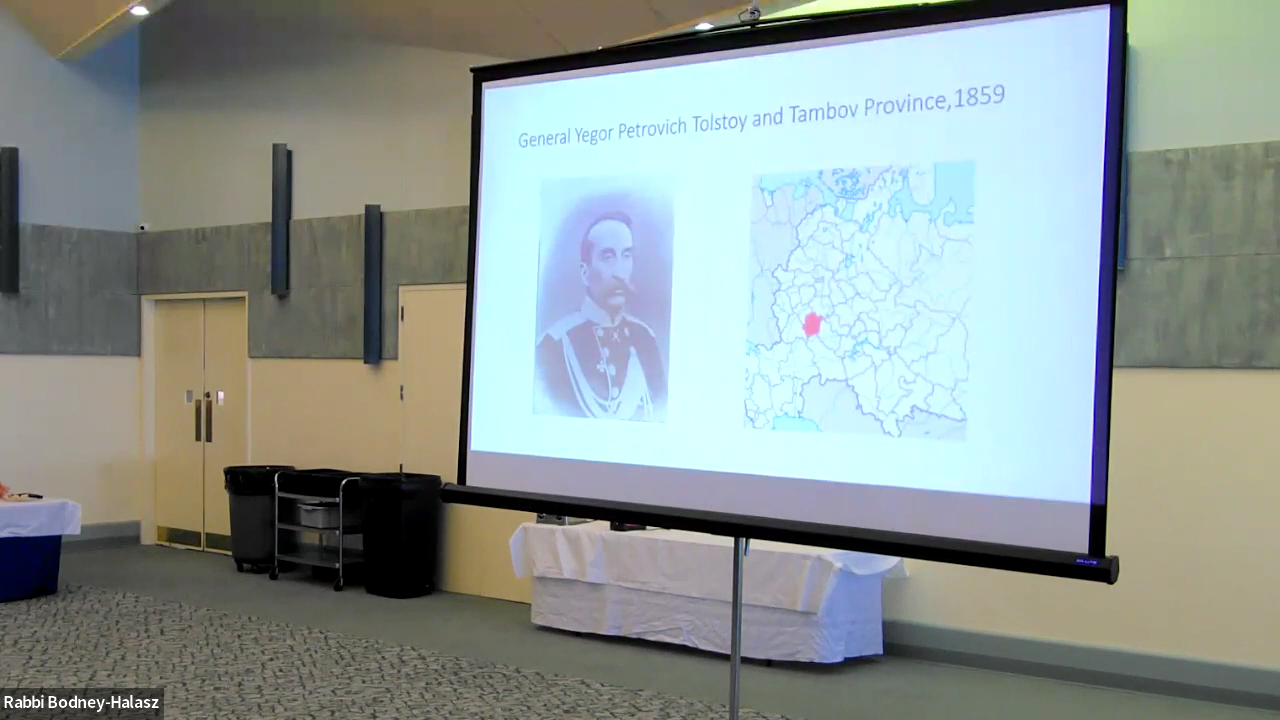 General Yegor Petrovich Tolstoy and Tambov Province,1859
Rabbi Bodney-Halasz